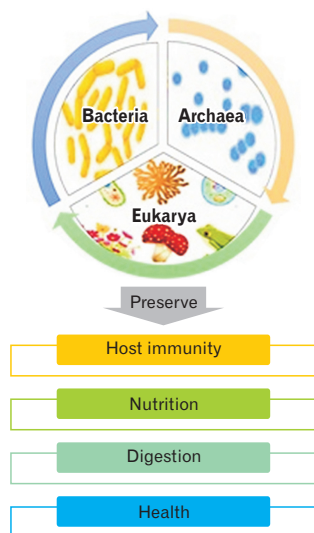 Bacteria
Archaea
Eukarya
Preserve
Host immunity
Nutrition
Digestion
Health